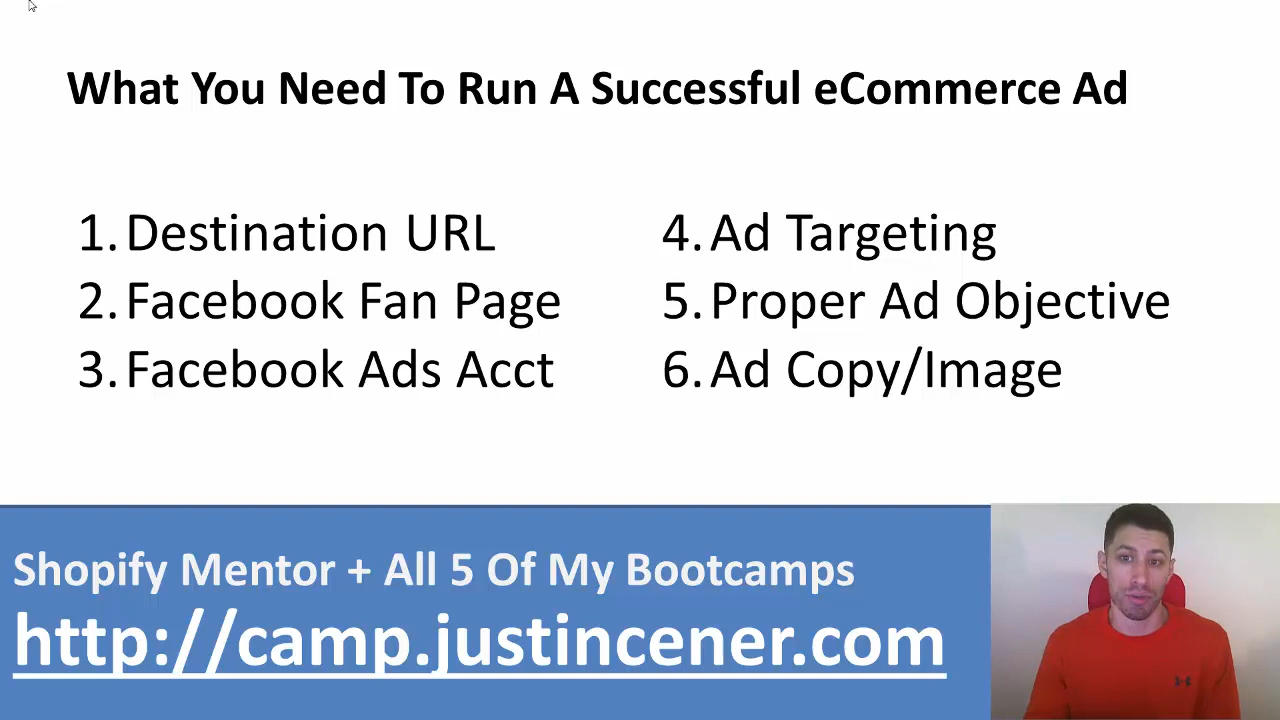 What You Need To Run A Successful eCommerce Ad
1. Destination URL
2. Facebook Fan Page
3. Facebook Ads Acct
4. Ad Targeting
5. Proper Ad Objective
6. Ad Copy/Image
Shopify Mentor + All 5 Of My Bootcamps
http://camp.justincener.com